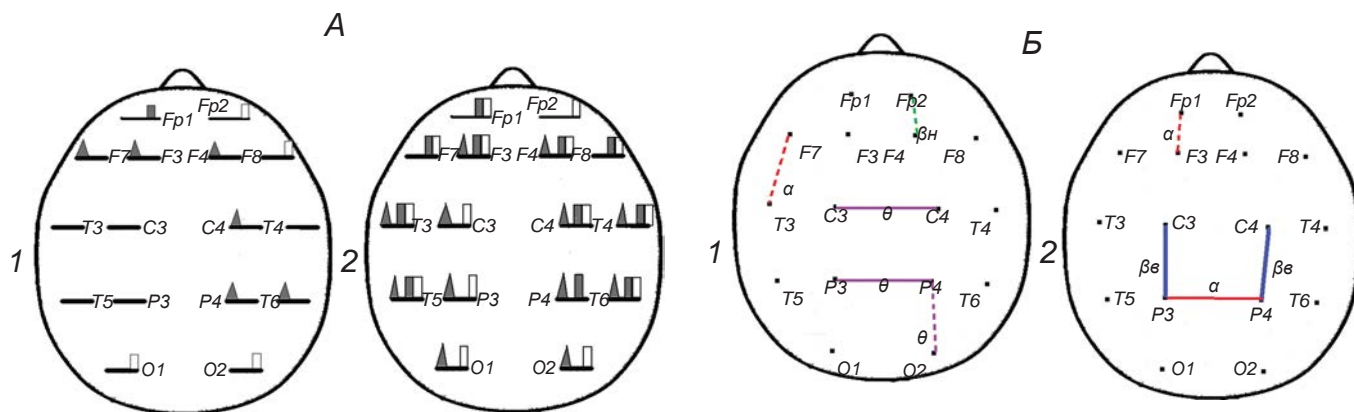 А
Б
Fp1 Fp2
F7 F3 F4 F8
T3 C3 C4 T4
1
T5 P3 P4 T6
O1 O2
Fp1 Fp2
F7 F3 F4 F8
T3 C3 C4 T4
2
T5 P3 P4 T6
O1 O2
Fp1 Fp2
βн
F7 F3 F4 F8
α
T3 C3 θ C4 T4
1
T5 P3 θ P4 T6
θ
O1 O2
Fp1 Fp2
α
F7 F3 F4 F8
T3 C3 C4 T4
2
βв βв
α
T5 P3 P4 T6
O1 O2